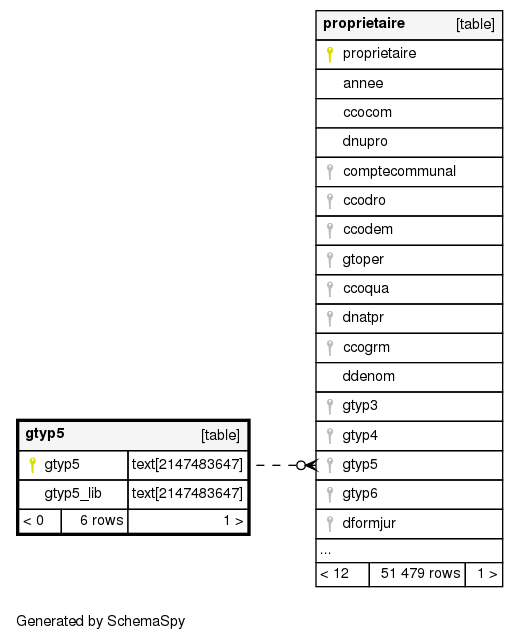 proprietaire [table]
proprietaire
annee
ccocom
dnupro
comptecommunal
ccodro
ccodem
gtoper
ccoqua
dnatpr
ccogrm
ddenom
gtyp3
gtyp4
gtyp5
gtyp6
dformjur
...
< 12 51 479 rows 1 >
gtyp5 [table]
gtyp5 text[2147483647]
gtyp5_lib text[2147483647]
< 0 6 rows 1 >
Generated by SchemaSpy